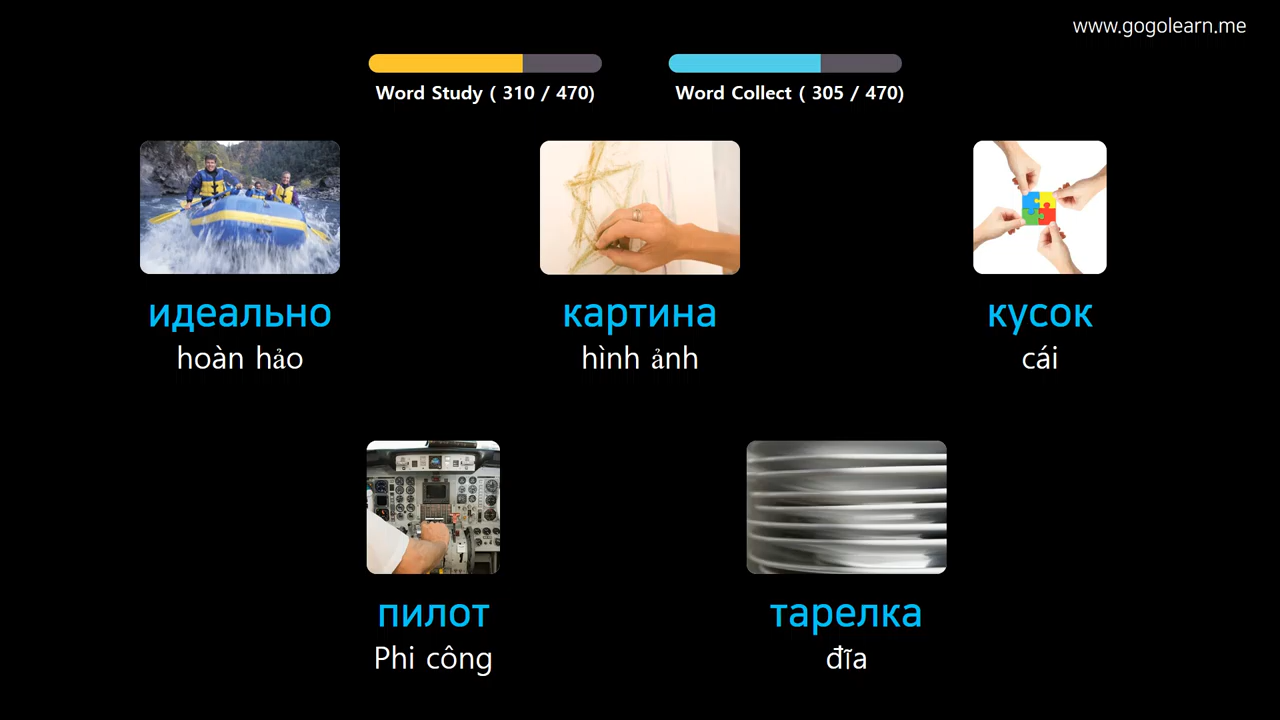 www.gogolearn.me
Word Study ( 310 / 470)
Word Collect ( 305 / 470)
идеально
hoàn hảo
картина
hình ảnh
кусок
cái
пилот
Phi công
тарелка
đĩa